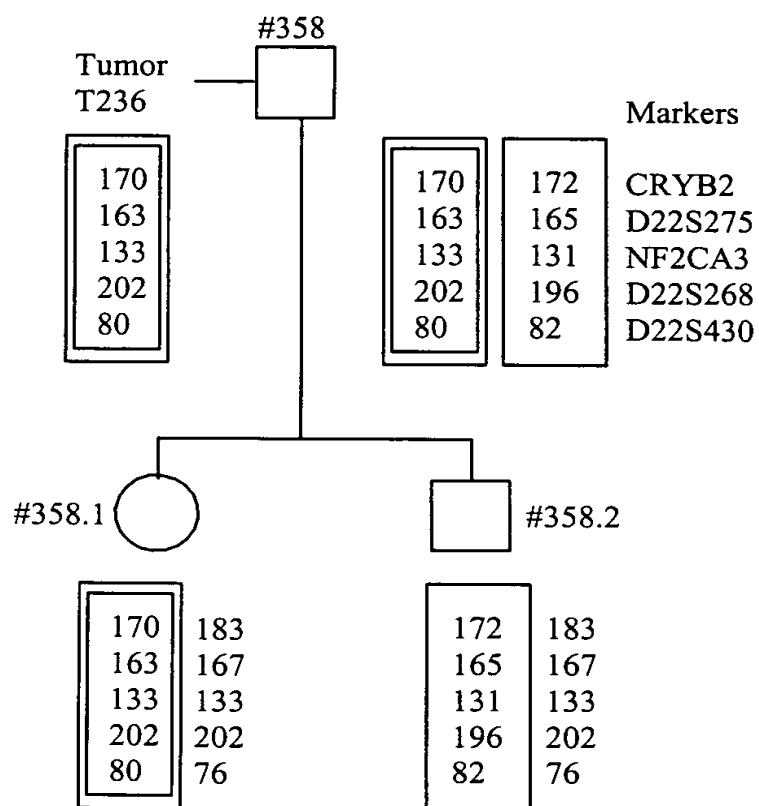 #358
Tumor
T236
Markers
170 170 172 CRYB2
163 163 165 D22S275
133 133 131 NF2CA3
202 202 196 D22S268
80 80 82 D22S430
#358.1 #358.2
170 183 172 183
163 167 165 167
133 133 131 133
202 202 196 202
80 76 82 76